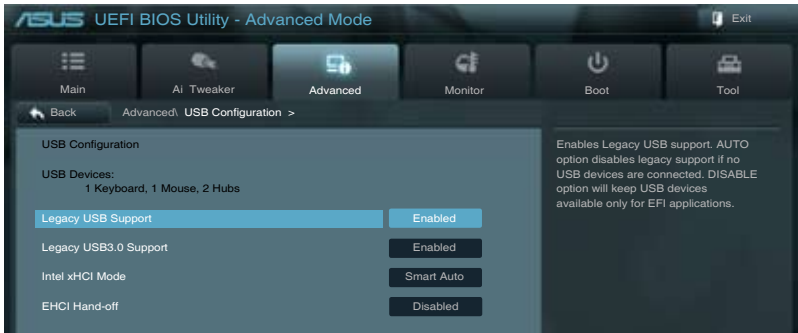 ASUS UEFI BIOS Utility - Advanced Mode
Exit
Main
Ai Tweaker
Advanced
Monitor
Boot
Tool
Back
Advanced\ USB Configuration >
USB Configuration
USB Devices:
1 Keyboard, 1 Mouse, 2 Hubs
Legacy USB Support Enabled
Legacy USB3.0 Support Enabled
Intel xHCI Mode Smart Auto
EHCI Hand-off Disabled
Enables Legacy USB support. AUTO
option disables legacy support if no
USB devices are connected. DISABLE
option will keep USB devices
available only for EFI applications.